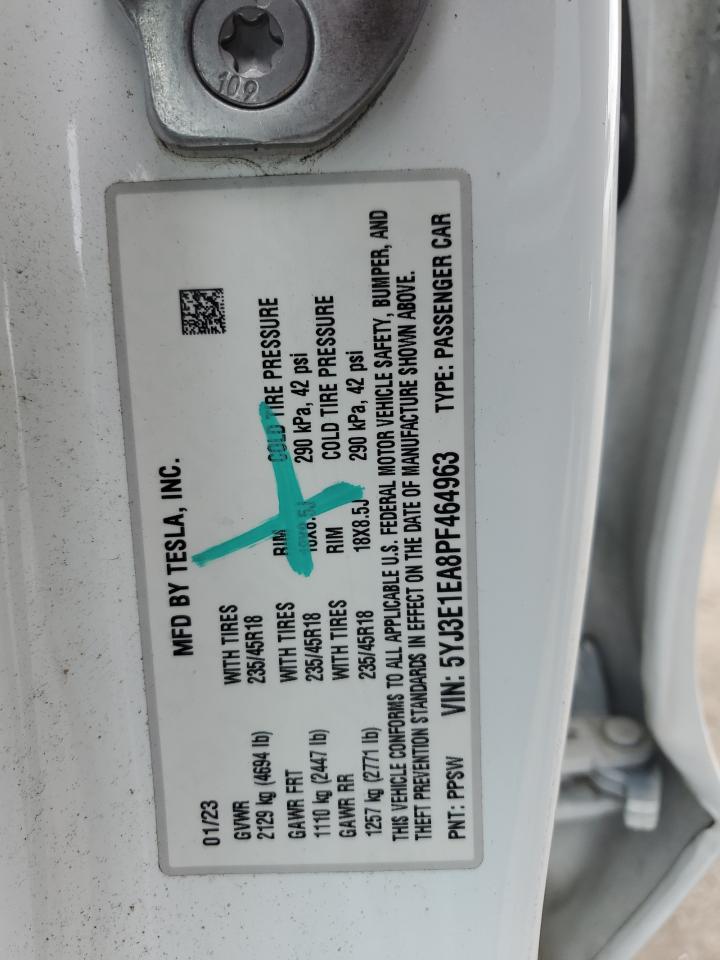 10.9
MFD BY TESLA, INC.
01/23
GVWR WITH TIRES RIM COLD TIRE PRESSURE
2129 kg (4694 lb) 235/45R18 18X8.5J 290 kPa, 42 psi
GAWR FRT WITH TIRES RIM COLD TIRE PRESSURE
1110 kg (2447 lb) 235/45R18 18X8.5J 290 kPa, 42 psi
GAWR RR WITH TIRES
1257 kg (2771 lb) 235/45R18
THIS VEHICLE CONFORMS TO ALL APPLICABLE U.S. FEDERAL MOTOR VEHICLE SAFETY, BUMPER, AND
THEFT PREVENTION STANDARDS IN EFFECT ON THE DATE OF MANUFACTURE SHOWN ABOVE.
PNT: PPSW VIN: 5YJ3E1EA8PF464963 TYPE: PASSENGER CAR